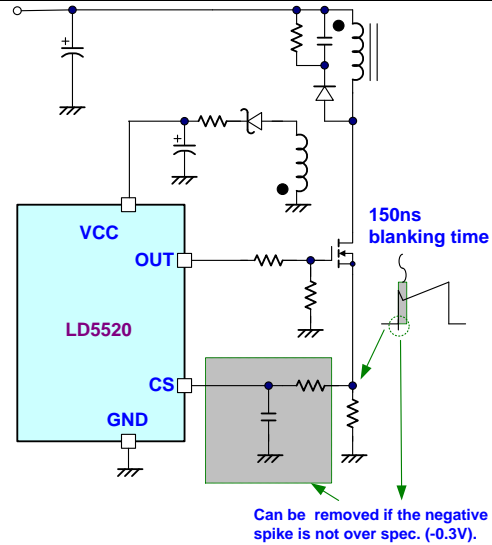 150ns
blanking time
VCC
OUT
LD5520
CS
GND
Can be removed if the negative
spike is not over spec. (-0.3V).